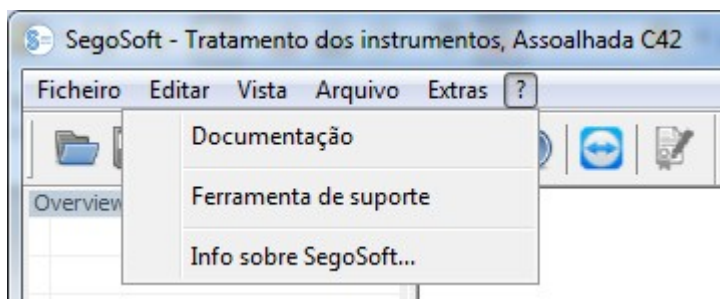 SegoSoft - Tratamento dos instrumentos, Assoalhada C42
Ficheiro Editar Vista Arquivo Extras ?
Documentação
Overview
Ferramenta de suporte
Info sobre SegoSoft...